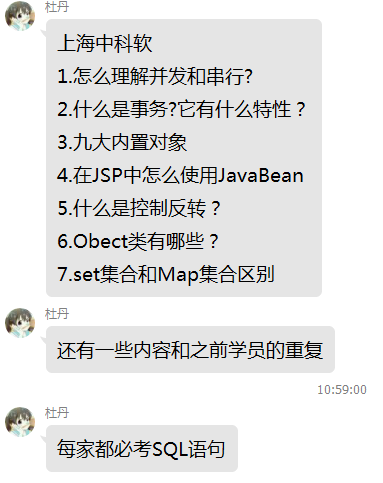 杜丹
上海中科软
1.怎么理解并发和串行?
2.什么是事务?它有什么特性？
3.九大内置对象
4.在JSP中怎么使用JavaBean
5.什么是控制反转？
6.Obect类有哪些？
7.set集合和Map集合区别
杜丹
还有一些内容和之前学员的重复
10:59:00
杜丹
每家都必考SQL语句